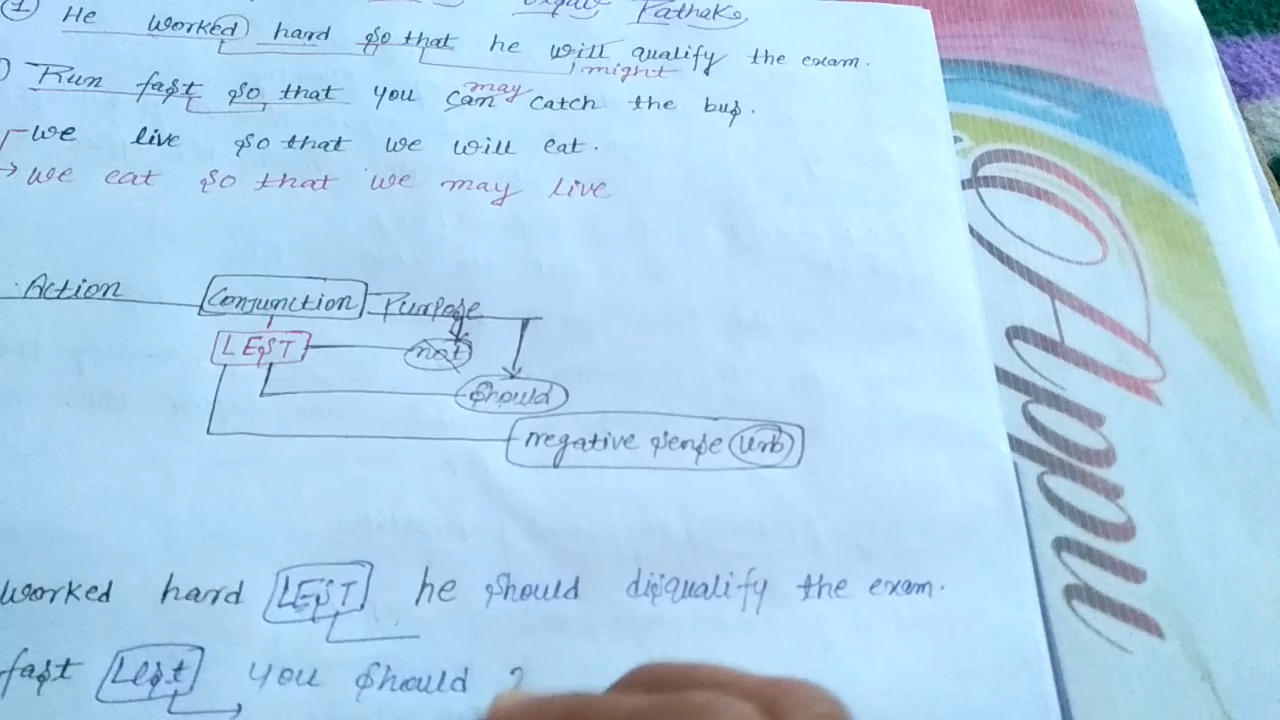 Pathak
① He worked hard so that he will qualify the exam.
might
may
Run fast so that you can catch the bus.
we live so that we will eat.
→ we eat so that we may live
Action Conjunction Purpose
LEST not
should
negative sense verb
worked hard LEST he should disqualify the exam.
fast Lest you should
Appu